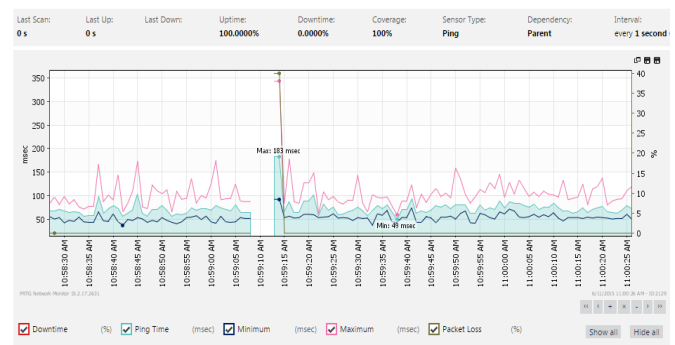 Last Scan: Last Up: Last Down: Uptime: Downtime: Coverage: Sensor Type: Dependency: Interval:
0 s 0 s 100.0000% 0.0000% 100% Ping Parent every 1 second
350 40
300 35
250 30
200 25
150 20
100 15
50 10
5
0
msec
%
Max: 183 msec
Min: 49 msec
10:58:30 AM
10:58:35 AM
10:58:40 AM
10:58:45 AM
10:58:50 AM
10:58:55 AM
10:59:00 AM
10:59:05 AM
10:59:10 AM
10:59:15 AM
10:59:20 AM
10:59:25 AM
10:59:30 AM
10:59:35 AM
10:59:40 AM
10:59:45 AM
10:59:50 AM
10:59:55 AM
11:00:00 AM
11:00:05 AM
11:00:10 AM
11:00:15 AM
11:00:20 AM
11:00:25 AM
PRTG Network Monitor
Downtime (%) Ping Time (msec) Minimum (msec) Maximum (msec) Packet Loss (%)
Show all Hide all